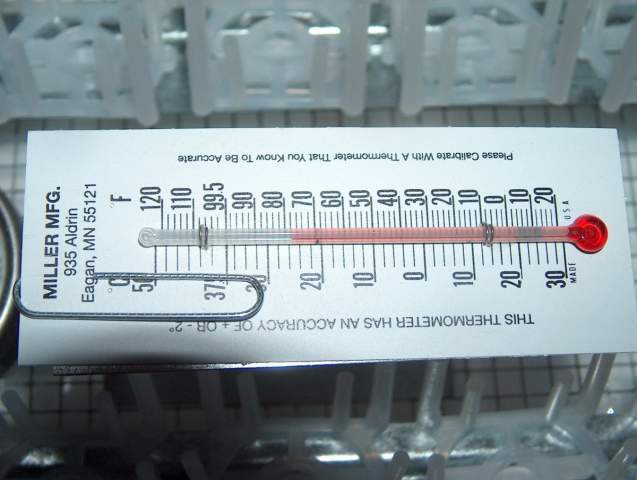 MILLER MFG.
935 Aldrin
Eagan, MN 55121
Please Calibrate With A Thermometer That You Know To Be Accurate
°F 120 110 99.5 90 80 70 60 50 40 30 20 10 0 10 20
°C 50 20 10 0 10 20 30
USA
MADE
THIS THERMOMETER HAS AN ACCURACY OF + OR - 2°